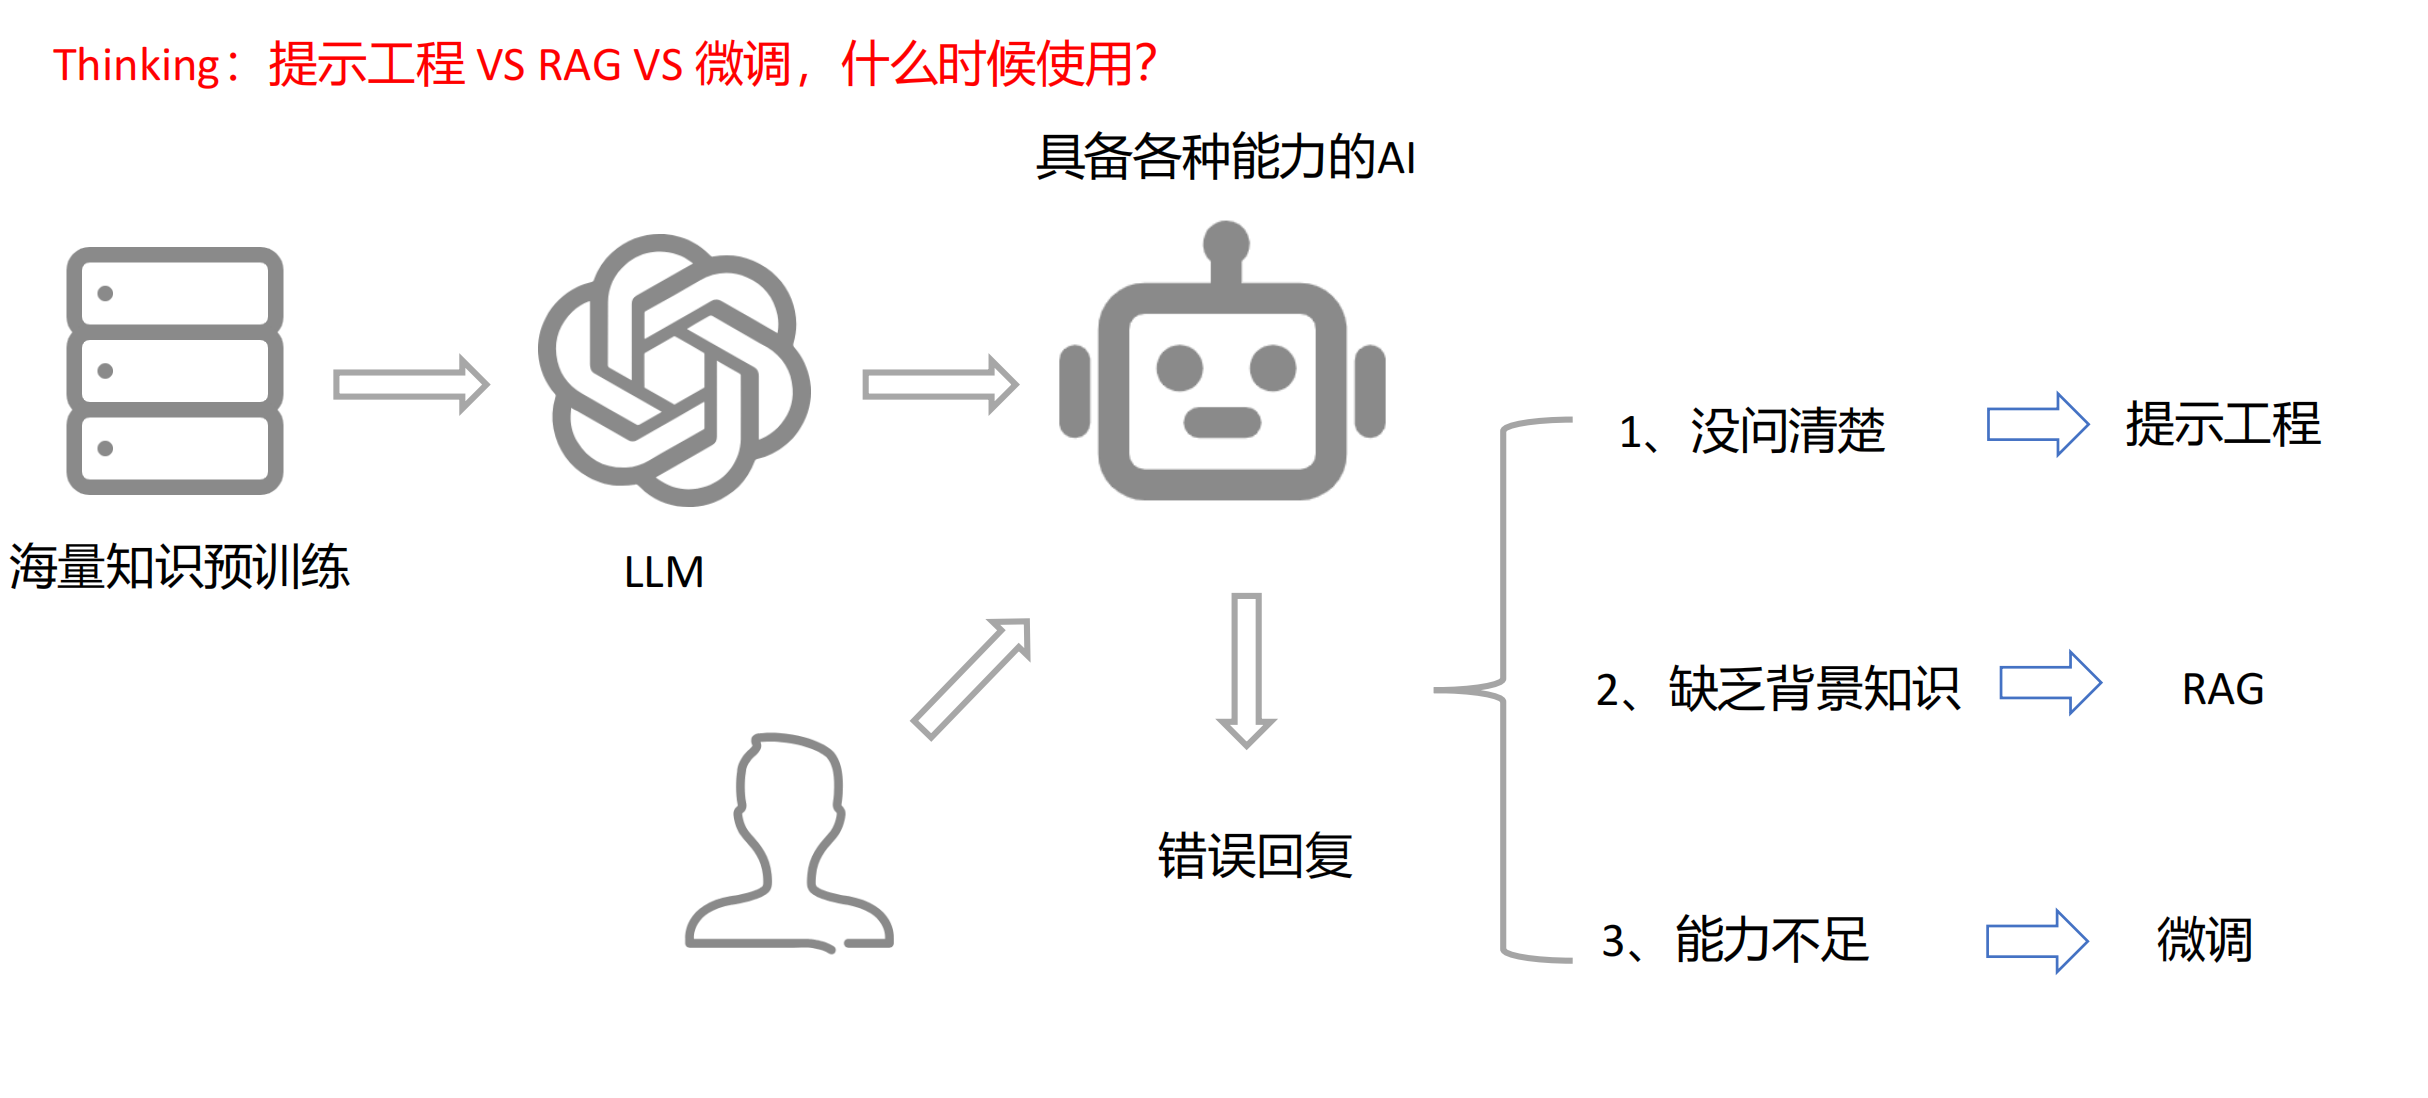 Thinking：提示工程 VS RAG VS 微调，什么时候使用？
具备各种能力的AI
海量知识预训练
LLM
错误回复
1、没问清楚
提示工程
2、缺乏背景知识
RAG
3、能力不足
微调